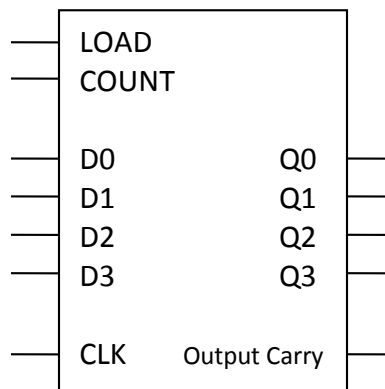 LOAD
COUNT
D0 Q0
D1 Q1
D2 Q2
D3 Q3
CLK Output Carry